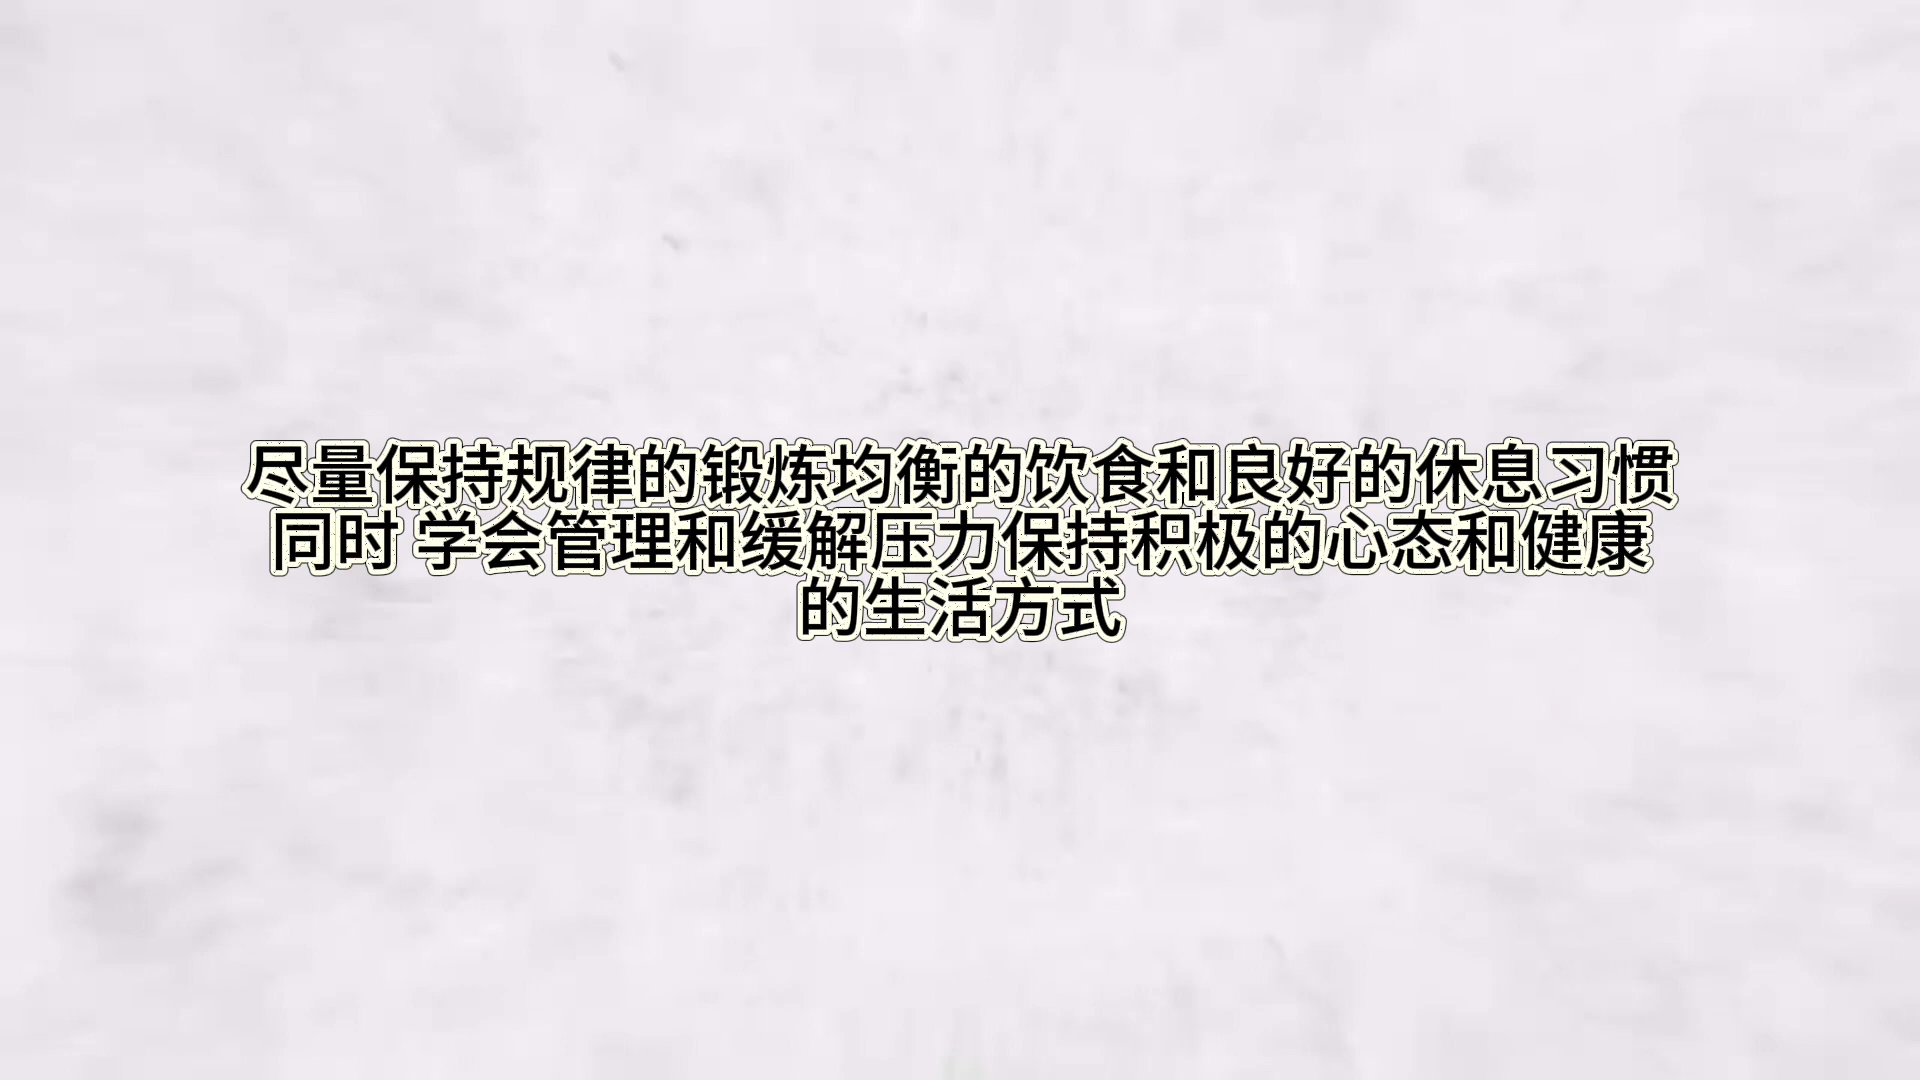 尽量保持规律的锻炼均衡的饮食和良好的休息习惯
同时 学会管理和缓解压力保持积极的心态和健康
的生活方式